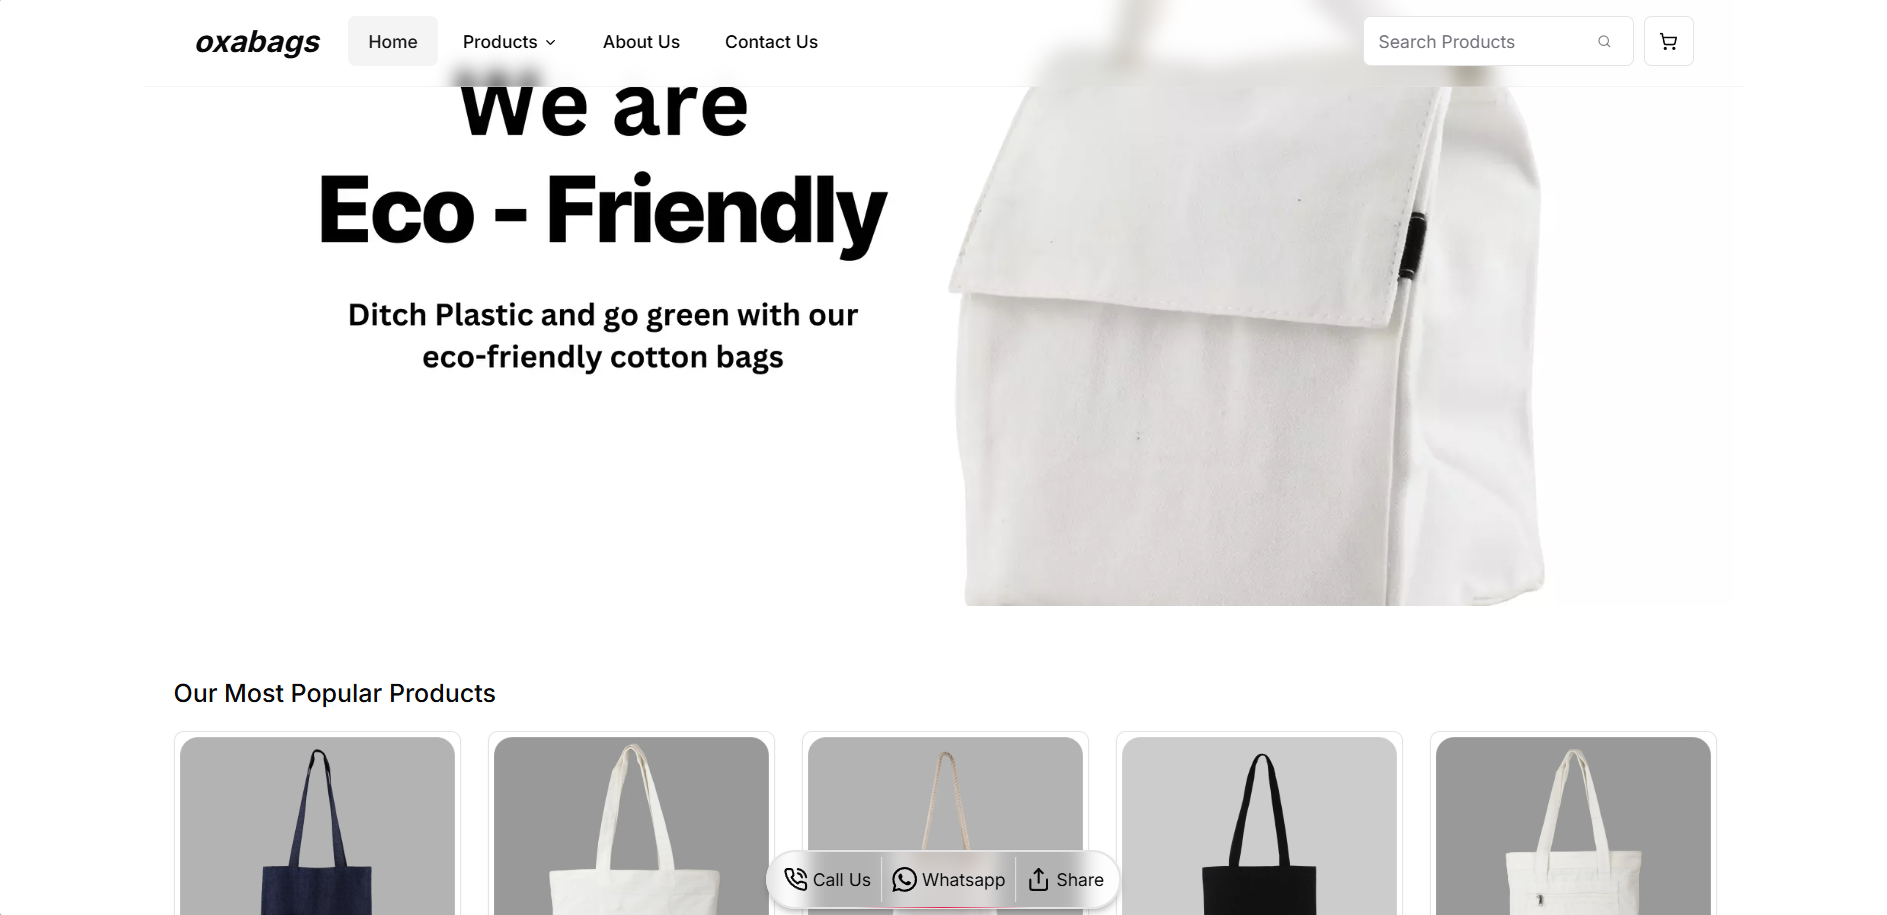 oxabags
Home
Products
About Us
Contact Us
Search Products
We are
Eco - Friendly
Ditch Plastic and go green with our
eco-friendly cotton bags
Our Most Popular Products
Call Us
Whatsapp
Share